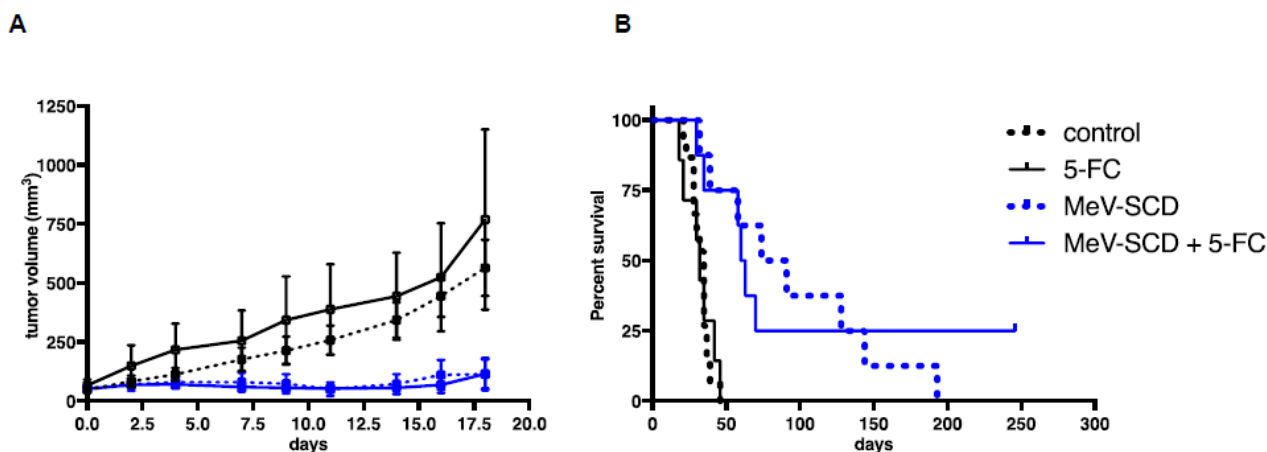 A
B
tumor volume (mm³)
1250
1000
750
500
250
0
0.0 2.5 5.0 7.5 10.0 12.5 15.0 17.5 20.0
days
Percent survival
100
75
50
25
0
0 50 100 150 200 250 300
days
control
5-FC
MeV-SCD
MeV-SCD + 5-FC